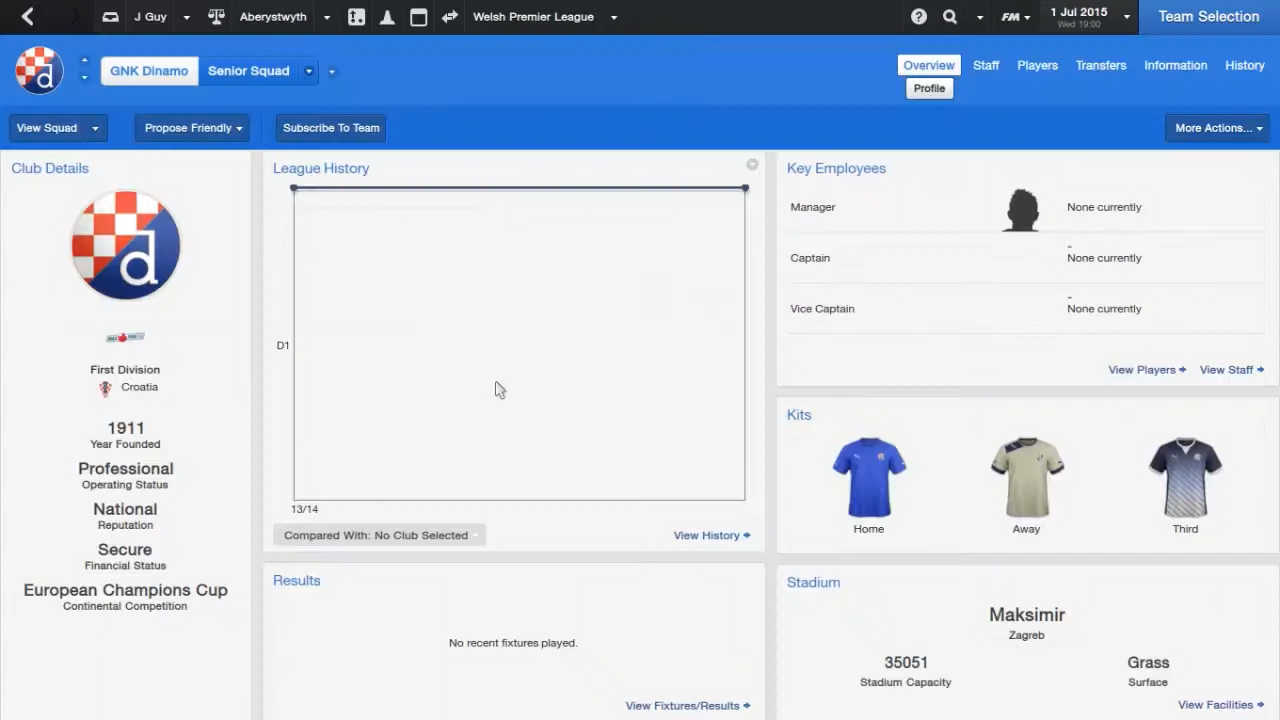 J Guy
Aberystwyth
Welsh Premier League
?
FM
1 Jul 2015
Wed 19:00
Team Selection
GNK Dinamo
Senior Squad
Overview
Staff
Players
Transfers
Information
History
Profile
View Squad
Propose Friendly
Subscribe To Team
More Actions...
Club Details
d
First Division
Croatia
1911
Year Founded
Professional
Operating Status
National
Reputation
Secure
Financial Status
European Champions Cup
Continental Competition
League History
D1
13/14
Compared With: No Club Selected
View History
Results
No recent fixtures played.
View Fixtures/Results
Key Employees
Manager
None currently
-
Captain
None currently
-
Vice Captain
None currently
View Players
View Staff
Kits
Home
Away
Third
Stadium
Maksimir
Zagreb
35051
Stadium Capacity
Grass
Surface
View Facilities